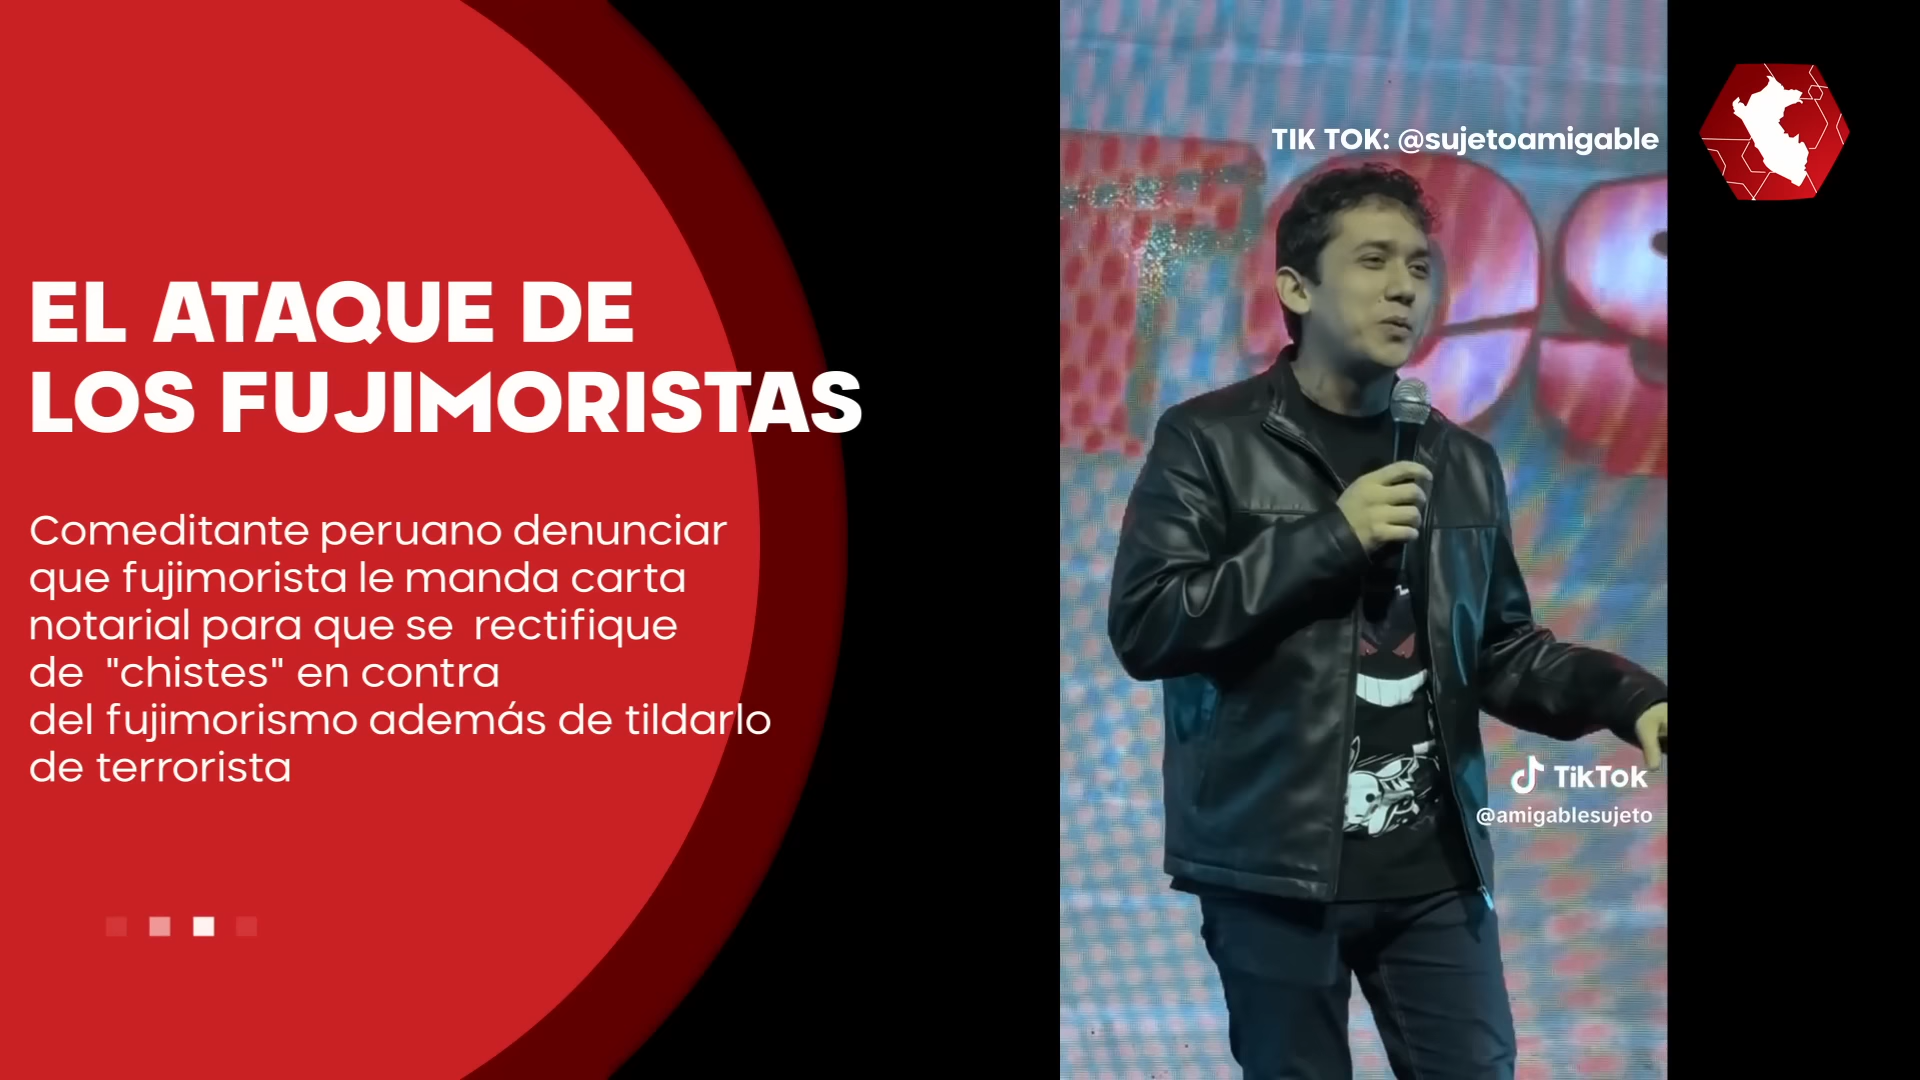 EL ATAQUE DE
LOS FUJIMORISTAS
Comeditante peruano denunciar
que fujimorista le manda carta
notarial para que se  rectifique
de  "chistes" en contra
del fujimorismo además de tildarlo
de terrorista
TIK TOK: @sujetoamigable
TikTok
@amigablesujeto